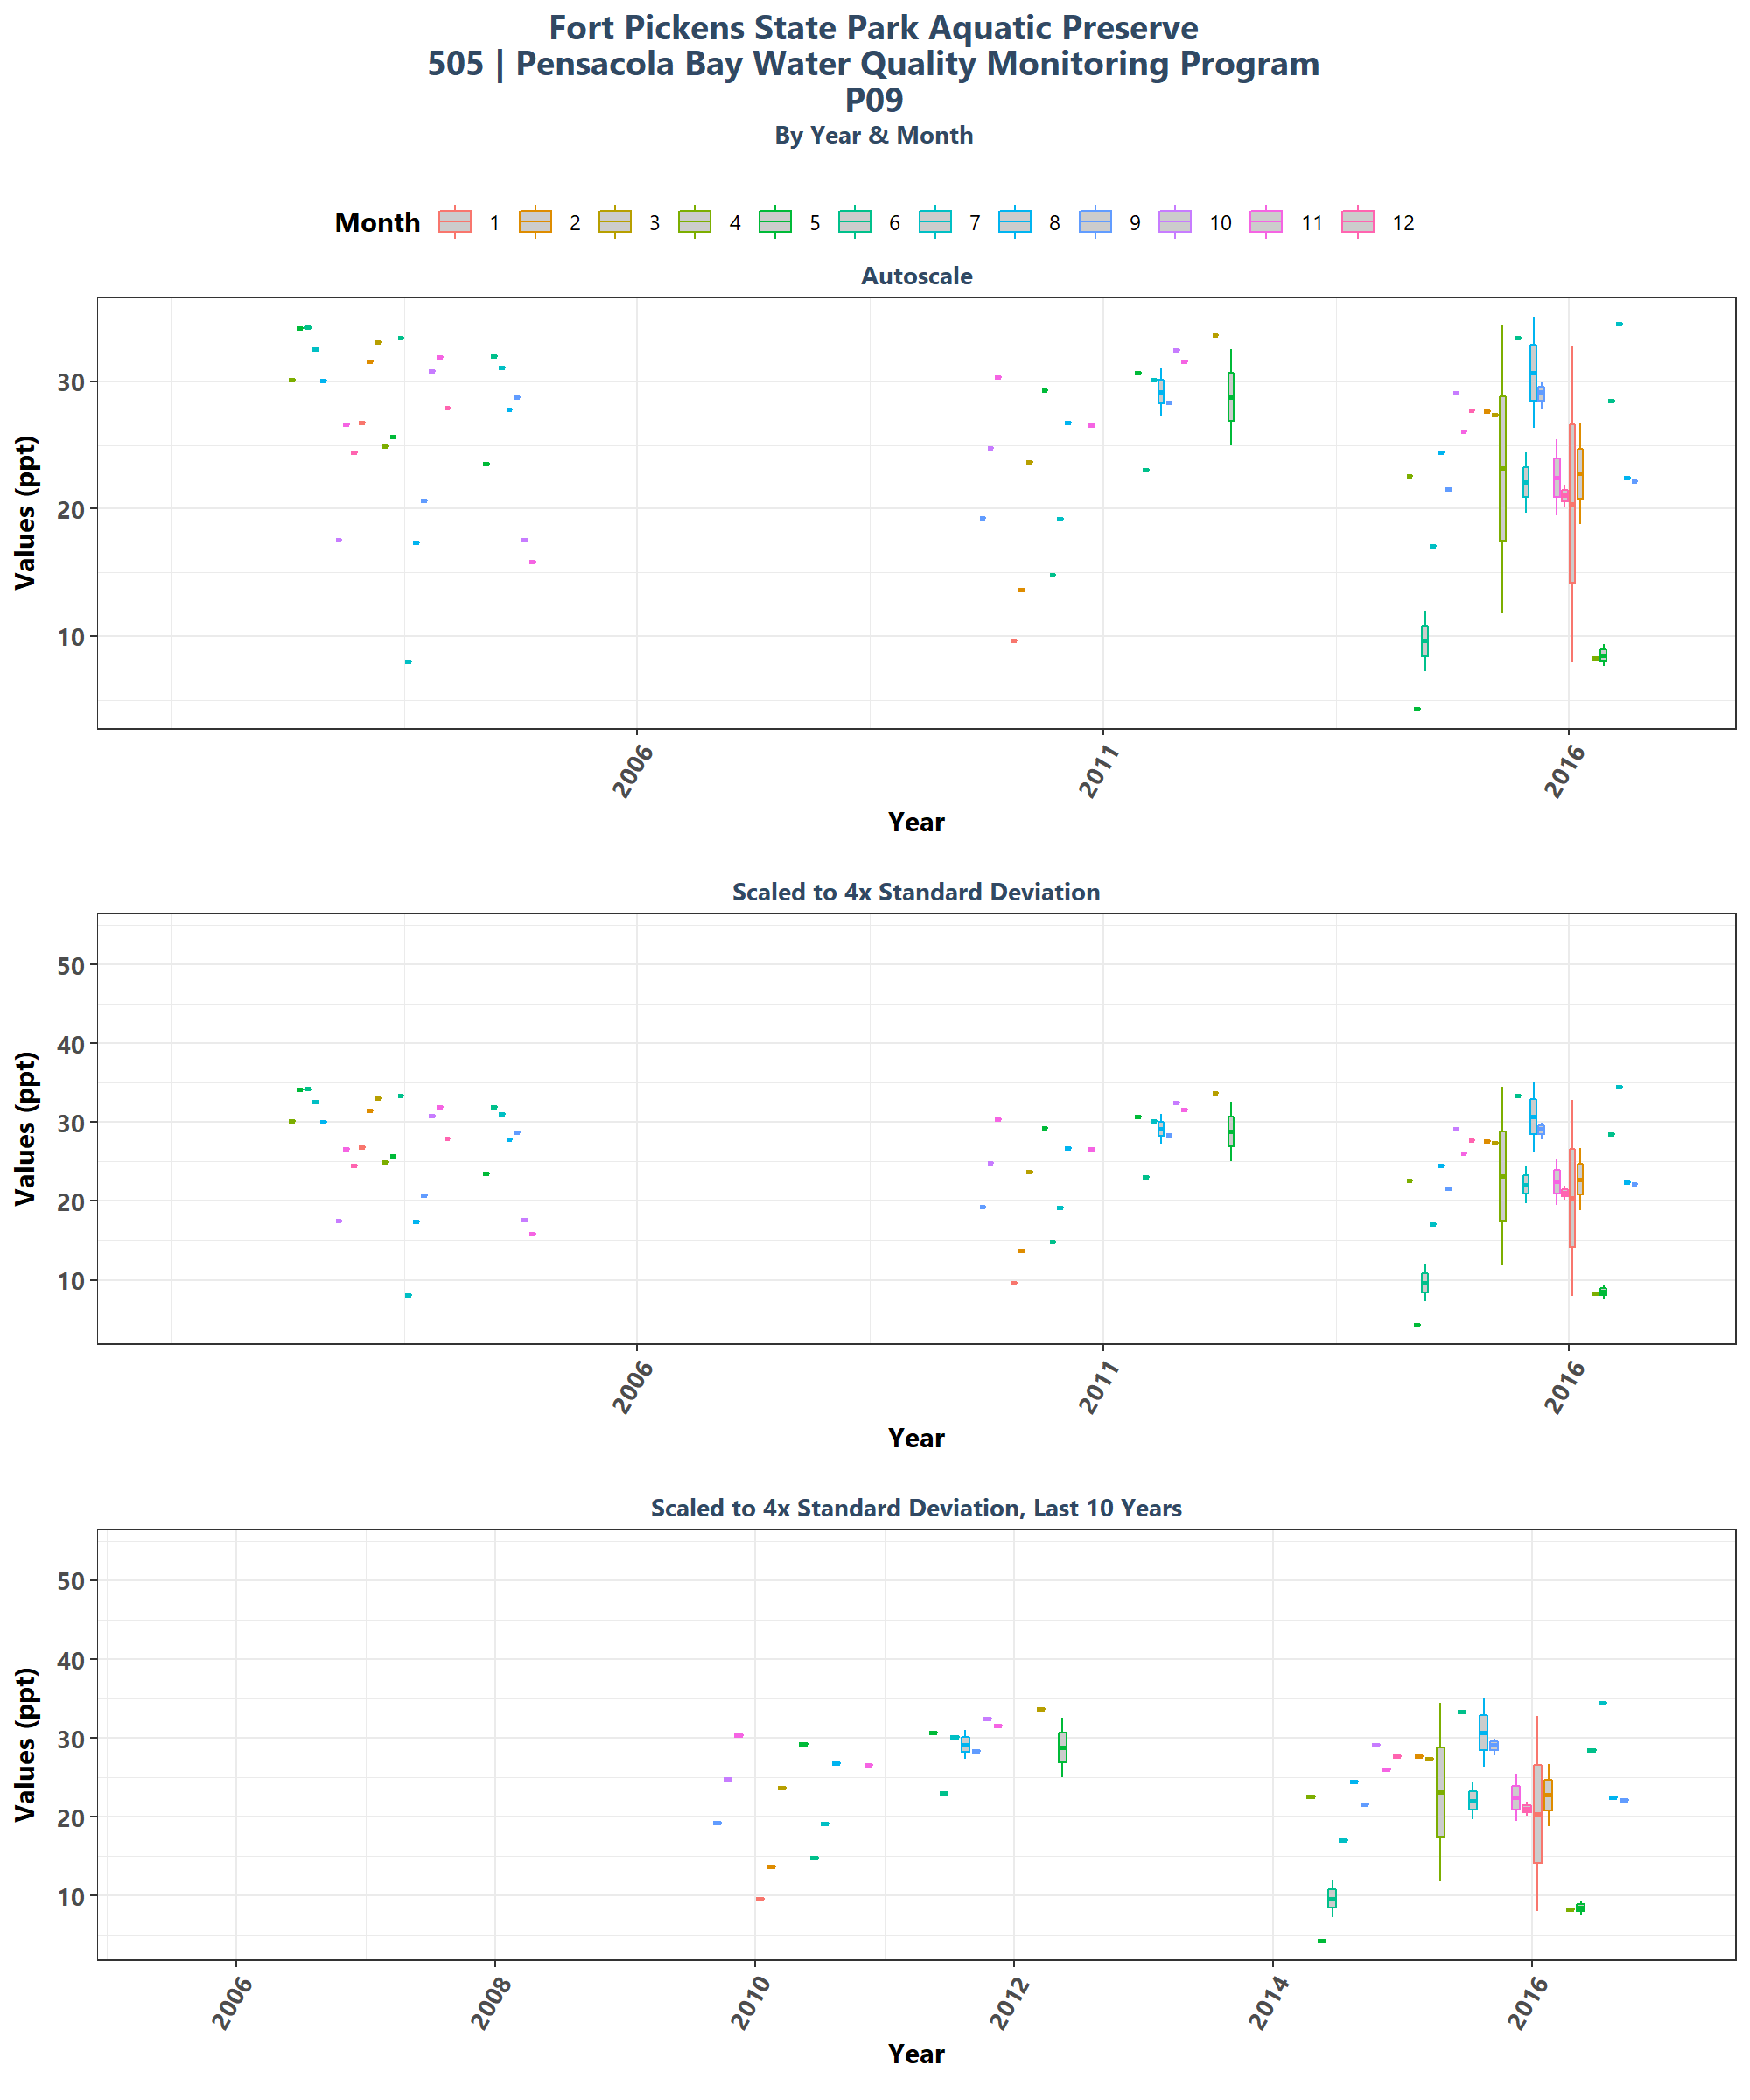 Fort Pickens State Park Aquatic Preserve
505 | Pensacola Bay Water Quality Monitoring Program
P09
By Year & Month
Month 1 2 3 4 5 6 7 8 9 10 11 12
Autoscale
Values (ppt)
30
20
10
2006 2011 2016
Year
Scaled to 4x Standard Deviation
Values (ppt)
50
40
30
20
10
2006 2011 2016
Year
Scaled to 4x Standard Deviation, Last 10 Years
Values (ppt)
50
40
30
20
10
2006 2008 2010 2012 2014 2016
Year